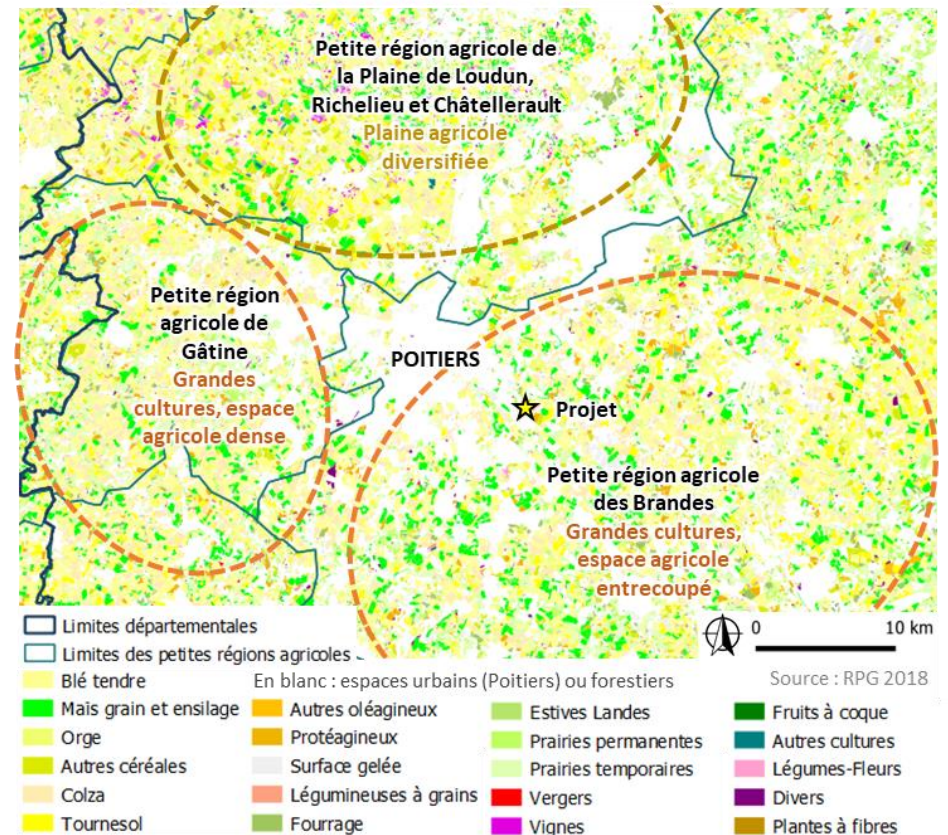 Petite région agricole de
la Plaine de Loudun,
Richelieu et Châtellerault
Plaine agricole
diversifiée
Petite région
agricole de
Gâtine
Grandes
cultures, espace
agricole dense
POITIERS
Projet
Petite région agricole
des Brandes
Grandes cultures,
espace agricole
entrecoupé
0 10 km
Limites départementales
Limites des petites régions agricoles
En blanc : espaces urbains (Poitiers) ou forestiers
Source : RPG 2018
Blé tendre
Maïs grain et ensilage
Orge
Autres céréales
Colza
Tournesol
Autres oléagineux
Protéagineux
Surface gelée
Légumineuses à grains
Fourrage
Estives Landes
Prairies permanentes
Prairies temporaires
Vergers
Vignes
Fruits à coque
Autres cultures
Légumes-Fleurs
Divers
Plantes à fibres